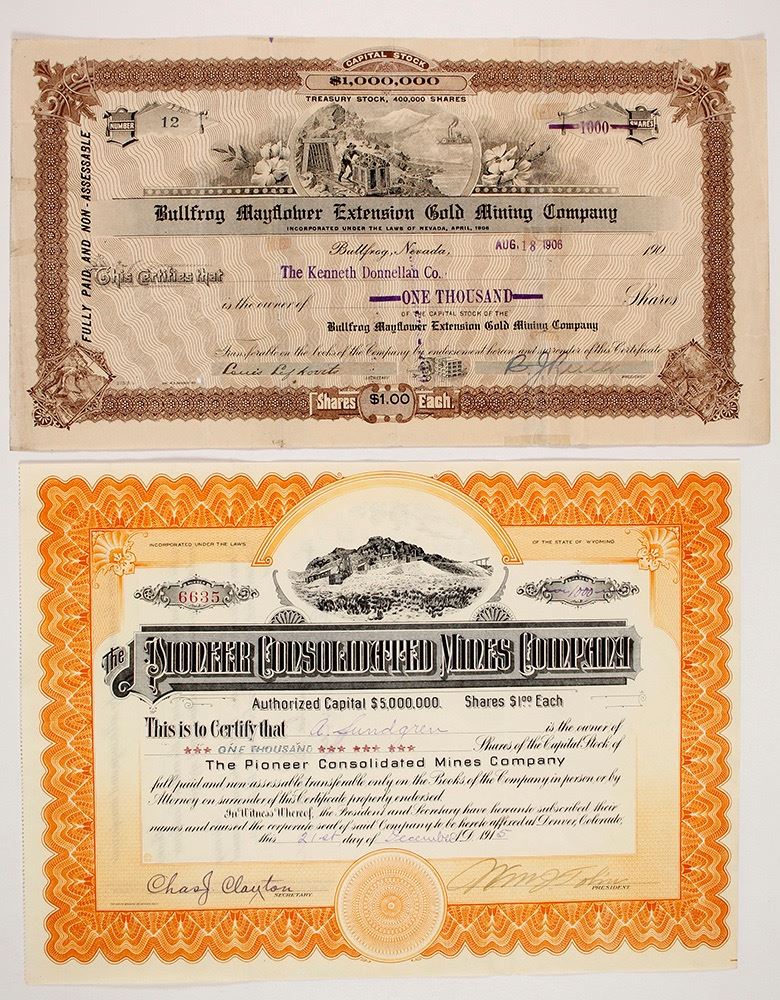 CAPITAL STOCK
$1,000,000
TREASURY STOCK, 400,000 SHARES
NUMBER 12
1000 SHARES
FULLY PAID AND NON-ASSESSABLE
Bullfrog Mayflower Extension Gold Mining Company
INCORPORATED UNDER THE LAWS OF NEVADA, APRIL, 1906
Bullfrog, Nevada, AUG. 18 1906 190
This Certifies that The Kenneth Donnellan Co.
is the owner of ONE THOUSAND Shares
OF THE CAPITAL STOCK OF THE
Bullfrog Mayflower Extension Gold Mining Company
Transferable on the books of the Company by endorsement hereon and surrender of this Certificate
Louis
SECRETARY PRESIDENT
Shares $1.00 Each
INCORPORATED UNDER THE LAWS OF THE STATE OF WYOMING
6635 1000
The Pioneer Consolidated Mines Company
Authorized Capital $5,000,000. Shares $1.00 Each
This is to Certify that A. Sundgren is the owner of
*** ONE THOUSAND *** *** *** Shares of the Capital Stock of
The Pioneer Consolidated Mines Company
full paid and non-assessable transferable only on the Books of the Company in person or by
Attorney on surrender of this Certificate properly endorsed.
In Witness Whereof, the President and Secretary have hereunto subscribed their
names and caused the corporate seal of said Company to be hereto affixed at Denver, Colorado,
this 21st day of December A.D. 1915
Chas J. Clayton
SECRETARY
Wm J.
PRESIDENT